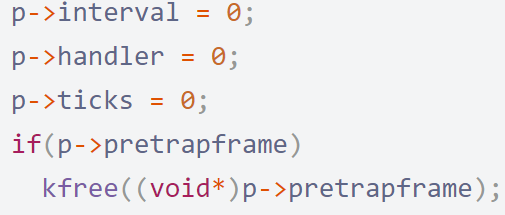 p->interval = 0;
p->handler = 0;
p->ticks = 0;
if(p->pretrapframe)
  kfree((void*)p->pretrapframe);